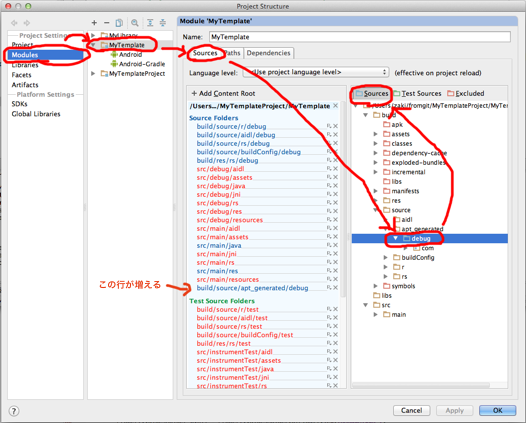 Project Structure
Project Settings
Project
Modules
Libraries
Facets
Artifacts
Platform Settings
SDKs
Global Libraries
MyLibrary
MyTemplate
Android
Android-Gradle
MyTemplateProject
Module 'MyTemplate'
Name: MyTemplate
Sources Paths Dependencies
Language level: <Use project language level> (effective on project reload)
+ Add Content Root
/Users.../MyTemplateProject/MyTemplate
Source Folders
build/source/r/debug
build/source/aidl/debug
build/source/rs/debug
build/source/buildConfig/debug
build/res/rs/debug
src/debug/aidl
src/debug/assets
src/debug/java
src/debug/jni
src/debug/rs
src/debug/res
src/debug/resources
src/main/aidl
src/main/assets
src/main/java
src/main/jni
src/main/rs
src/main/res
src/main/resources
build/source/apt_generated/debug
この行が増える
Test Source Folders
build/source/r/test
build/source/aidl/test
build/source/rs/test
build/source/buildConfig/test
build/res/rs/test
src/instrumentTest/aidl
src/instrumentTest/assets
src/instrumentTest/java
src/instrumentTest/jni
src/instrumentTest/rs
Sources Test Sources Excluded
build
apk
assets
classes
dependency-cache
exploded-bundles
incremental
libs
manifests
res
source
aidl
apt_generated
debug
com
buildConfig
r
rs
symbols
libs
src
main
?
Cancel Apply OK